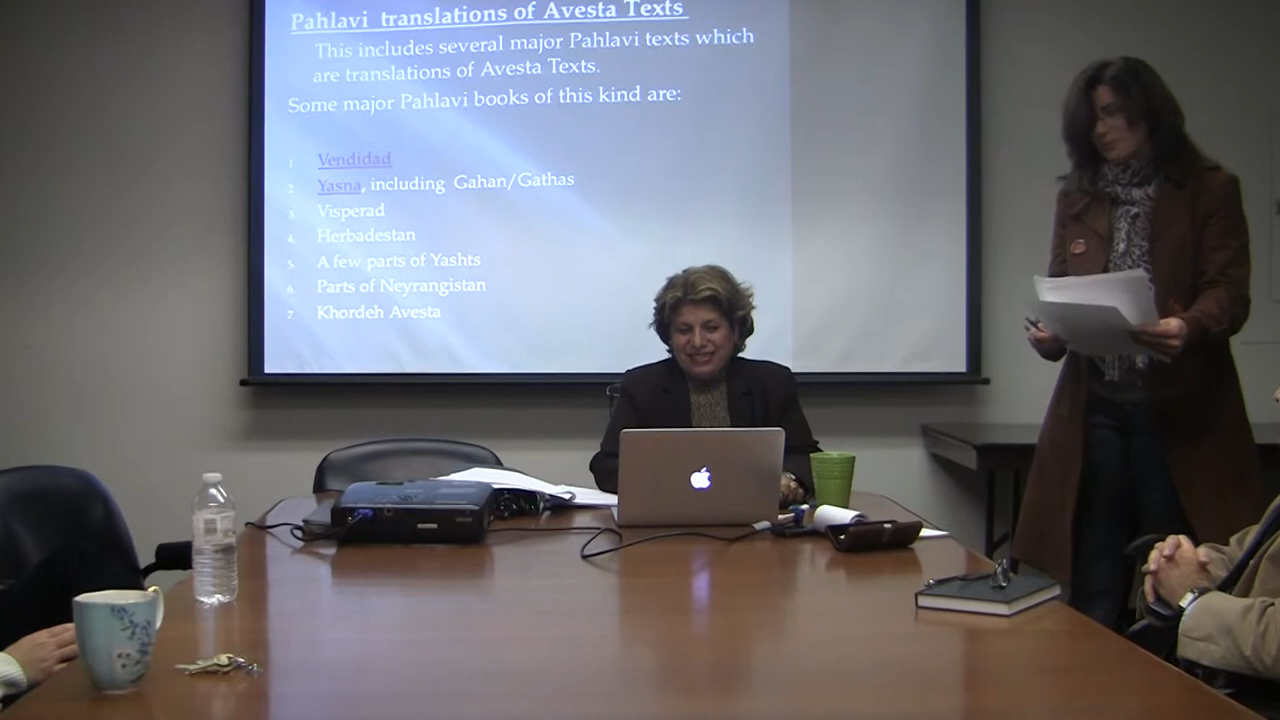 Pahlavi translations of Avesta Texts
This includes several major Pahlavi texts which
are translations of Avesta Texts.
Some major Pahlavi books of this kind are:
1. Vendidad
2. Yasna, including Gahan/Gathas
3. Visperad
4. Herbadestan
5. A few parts of Yashts
6. Parts of Neyrangistan
7. Khordeh Avesta